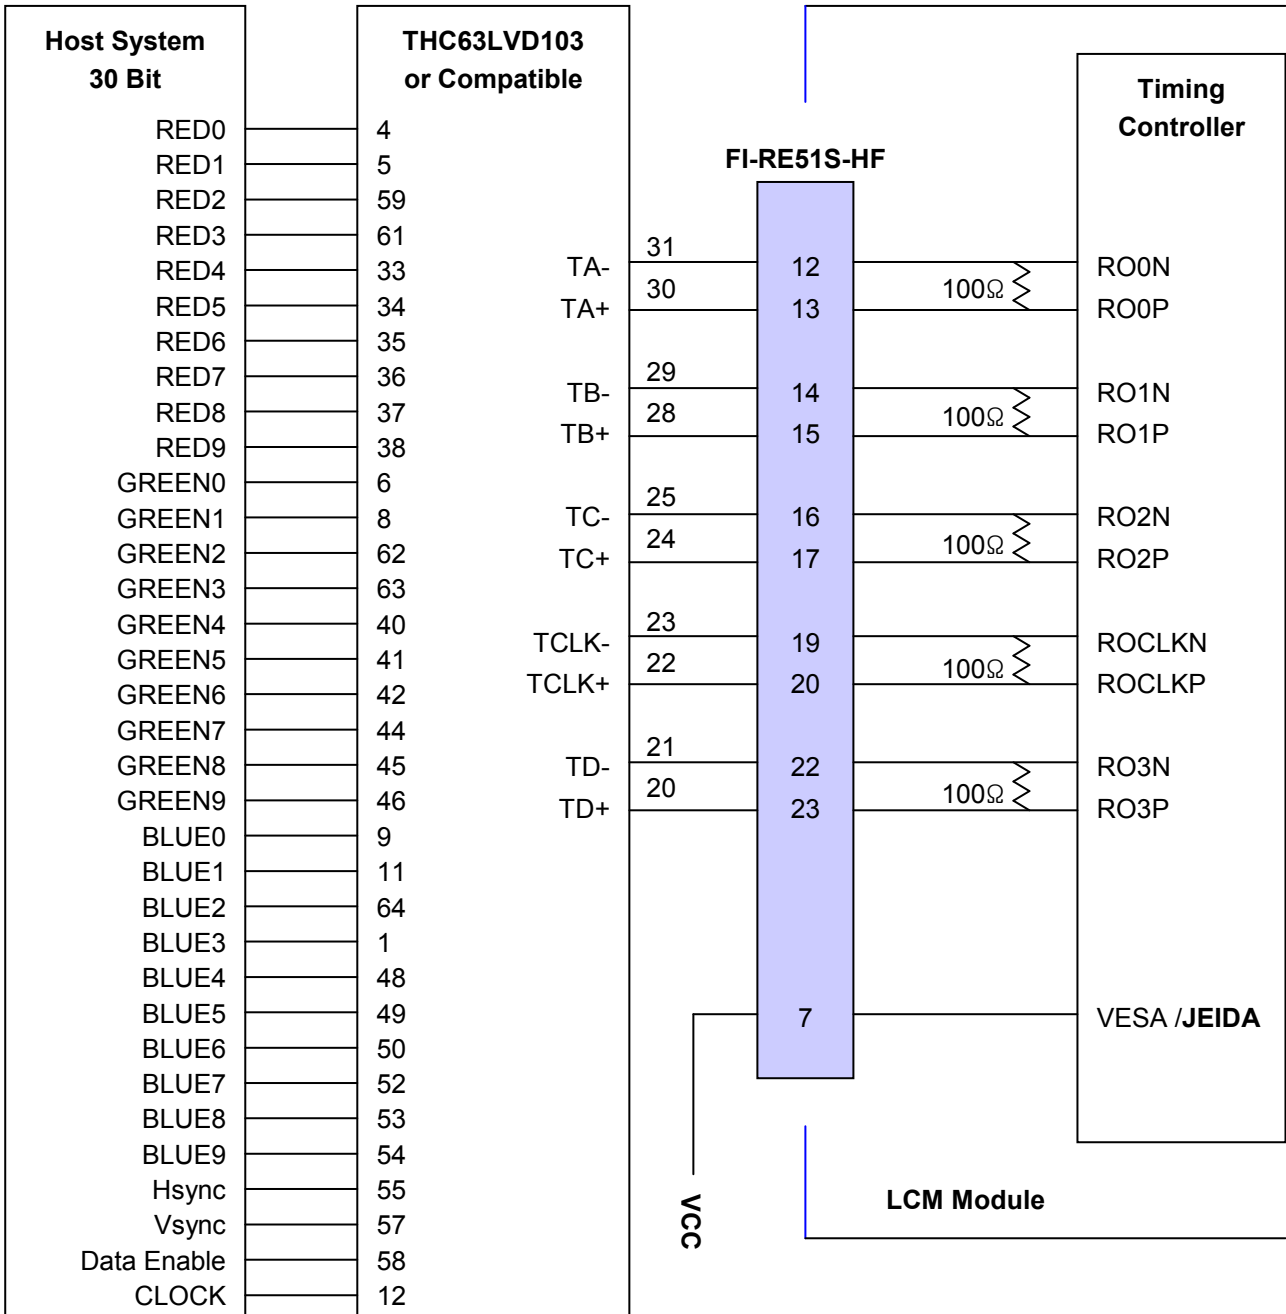 Host System
30 Bit
RED0 4
RED1 5
RED2 59
RED3 61
RED4 33
RED5 34
RED6 35
RED7 36
RED8 37
RED9 38
GREEN0 6
GREEN1 8
GREEN2 62
GREEN3 63
GREEN4 40
GREEN5 41
GREEN6 42
GREEN7 44
GREEN8 45
GREEN9 46
BLUE0 9
BLUE1 11
BLUE2 64
BLUE3 1
BLUE4 48
BLUE5 49
BLUE6 50
BLUE7 52
BLUE8 53
BLUE9 54
Hsync 55
Vsync 57
Data Enable 58
CLOCK 12
THC63LVD103
or Compatible
FI-RE51S-HF
Timing
Controller
TA- 31 12 RO0N
100Ω
TA+ 30 13 RO0P
TB- 29 14 RO1N
100Ω
TB+ 28 15 RO1P
TC- 25 16 RO2N
100Ω
TC+ 24 17 RO2P
TCLK- 23 19 ROCLKN
100Ω
TCLK+ 22 20 ROCLKP
TD- 21 22 RO3N
100Ω
TD+ 20 23 RO3P
7 VESA /JEIDA
VCC
LCM Module